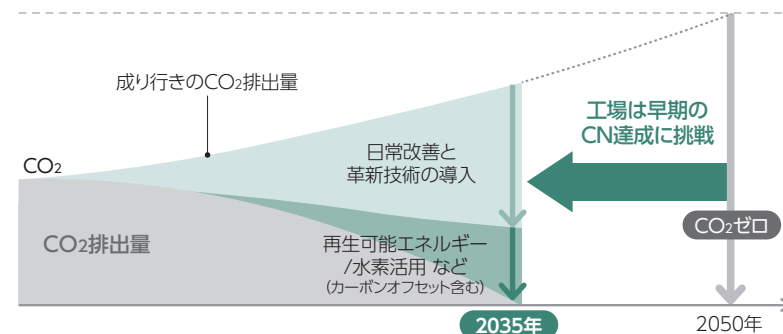 成り行きのCO2排出量
工場は早期の
CN達成に挑戦
CO2
日常改善と
革新技術の導入
CO2ゼロ
CO2排出量
再生可能エネルギー
/水素活用 など
(カーボンオフセット含む)
2035年
2050年